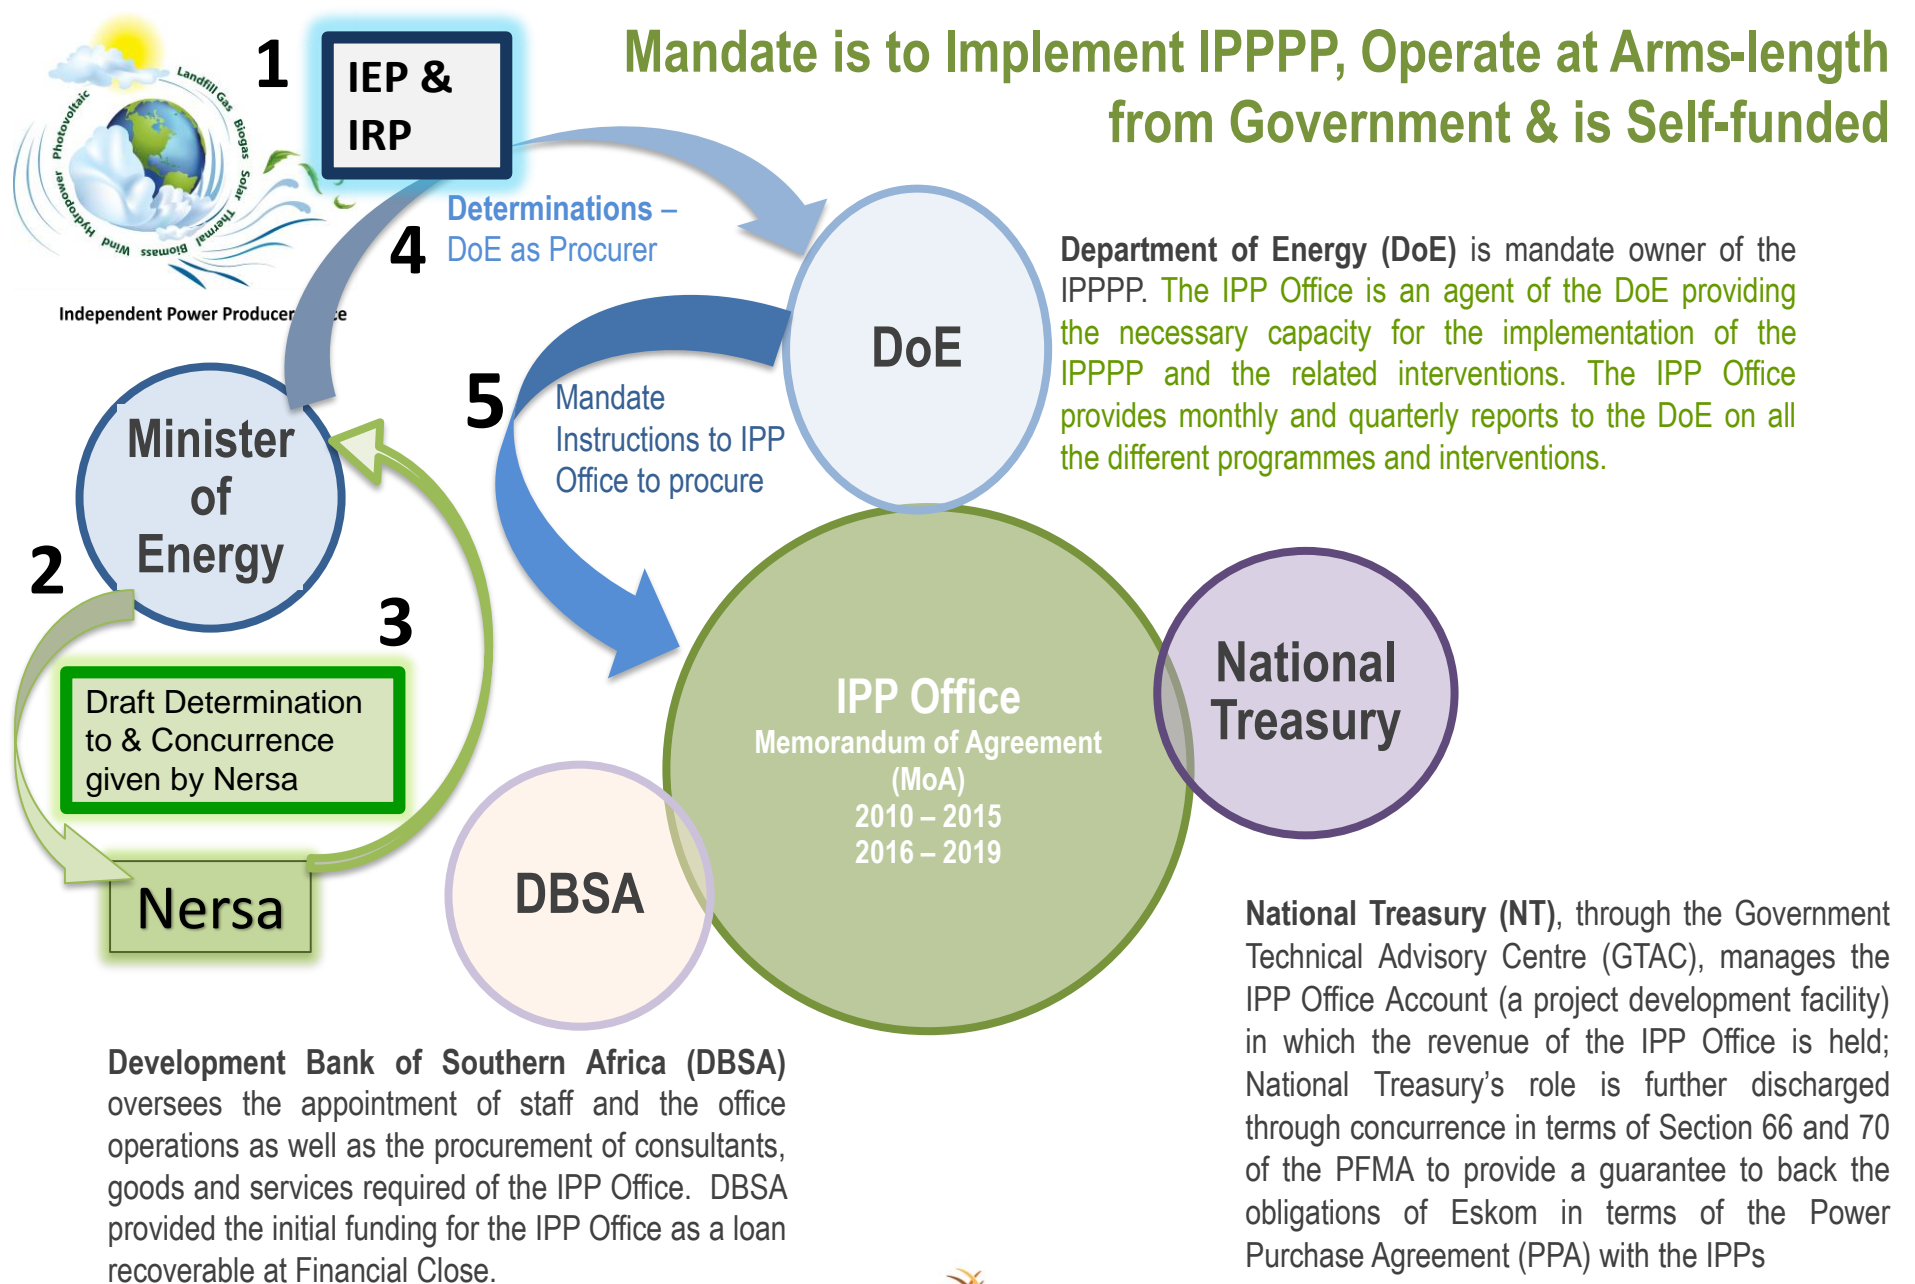 Mandate is to Implement IPPPP, Operate at Arms-length
from Government & is Self-funded
1
IEP &
IRP
Landfill Gas Biogas Solar Thermal Biomass Wind Hydropower Photovoltaic
Independent Power Producer
4
Determinations –
DoE as Procurer
DoE
Department of Energy (DoE) is mandate owner of the
IPPPP. The IPP Office is an agent of the DoE providing
the necessary capacity for the implementation of the
IPPPP and the related interventions. The IPP Office
provides monthly and quarterly reports to the DoE on all
the different programmes and interventions.
5
Mandate
Instructions to IPP
Office to procure
Minister
of
Energy
2
3
Draft Determination
to & Concurrence
given by Nersa
Nersa
IPP Office
Memorandum of Agreement
(MoA)
2010 – 2015
2016 – 2019
National
Treasury
DBSA
National Treasury (NT), through the Government
Technical Advisory Centre (GTAC), manages the
IPP Office Account (a project development facility)
in which the revenue of the IPP Office is held;
National Treasury’s role is further discharged
through concurrence in terms of Section 66 and 70
of the PFMA to provide a guarantee to back the
obligations of Eskom in terms of the Power
Purchase Agreement (PPA) with the IPPs
Development Bank of Southern Africa (DBSA)
oversees the appointment of staff and the office
operations as well as the procurement of consultants,
goods and services required of the IPP Office. DBSA
provided the initial funding for the IPP Office as a loan
recoverable at Financial Close.